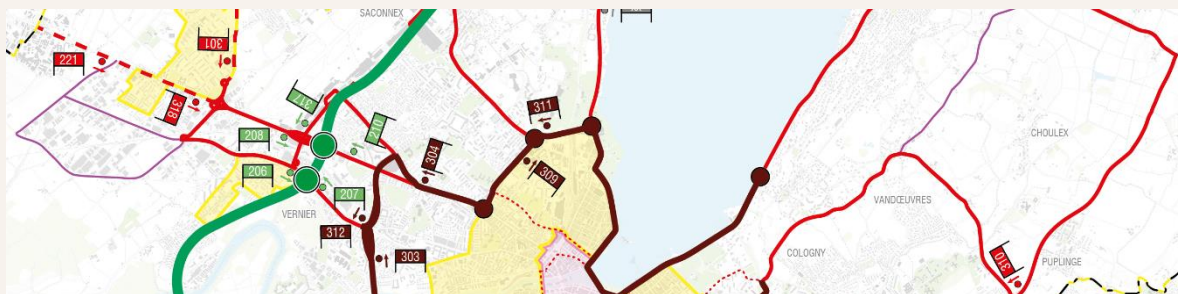 SACONNEX
301
221
318
317
208
210
311
304
309
206
207
VERNIER
312
303
CHOULEX
VANDŒUVRES
COLOGNY
310
PUPLINGE